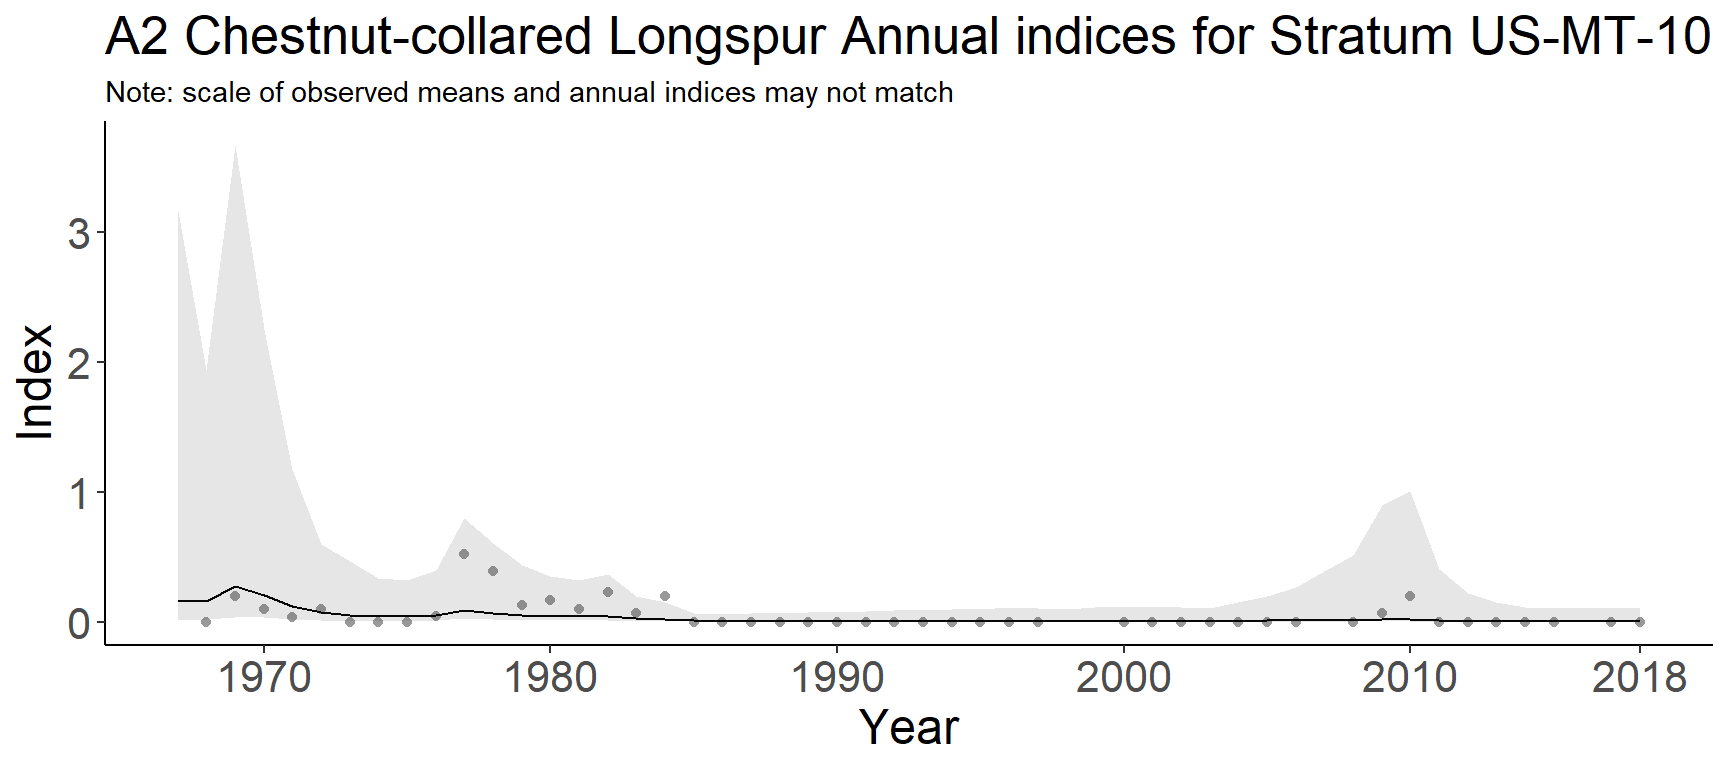 A2 Chestnut-collared Longspur Annual indices for Stratum US-MT-10
Note: scale of observed means and annual indices may not match
3
2
1
0
Index
1970 1980 1990 2000 2010 2018
Year